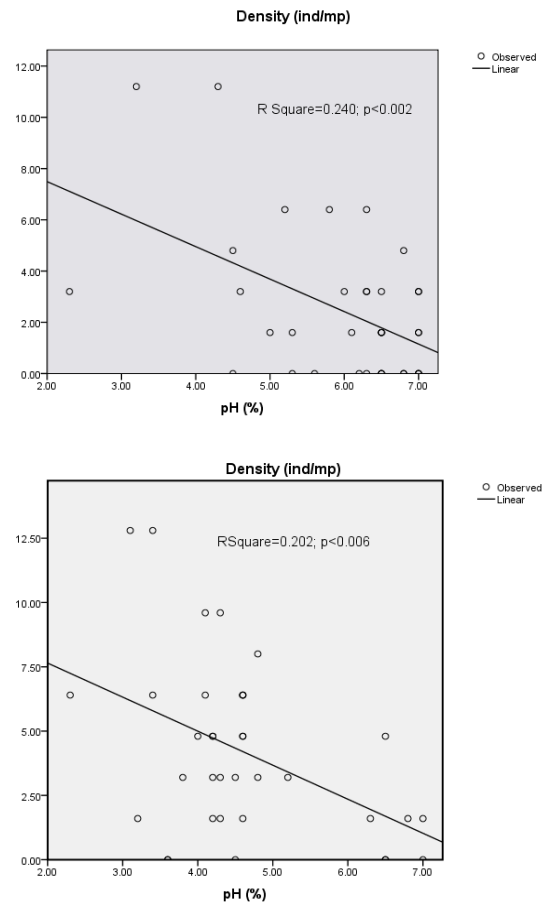 Density (ind/mp)
Observed
Linear
12.00
R Square=0.240; p<0.002
10.00
8.00
6.00
4.00
2.00
0.00
2.00 3.00 4.00 5.00 6.00 7.00
pH (%)
Density (ind/mp)
Observed
Linear
12.50
RSquare=0.202; p<0.006
10.00
7.50
5.00
2.50
0.00
2.00 3.00 4.00 5.00 6.00 7.00
pH (%)